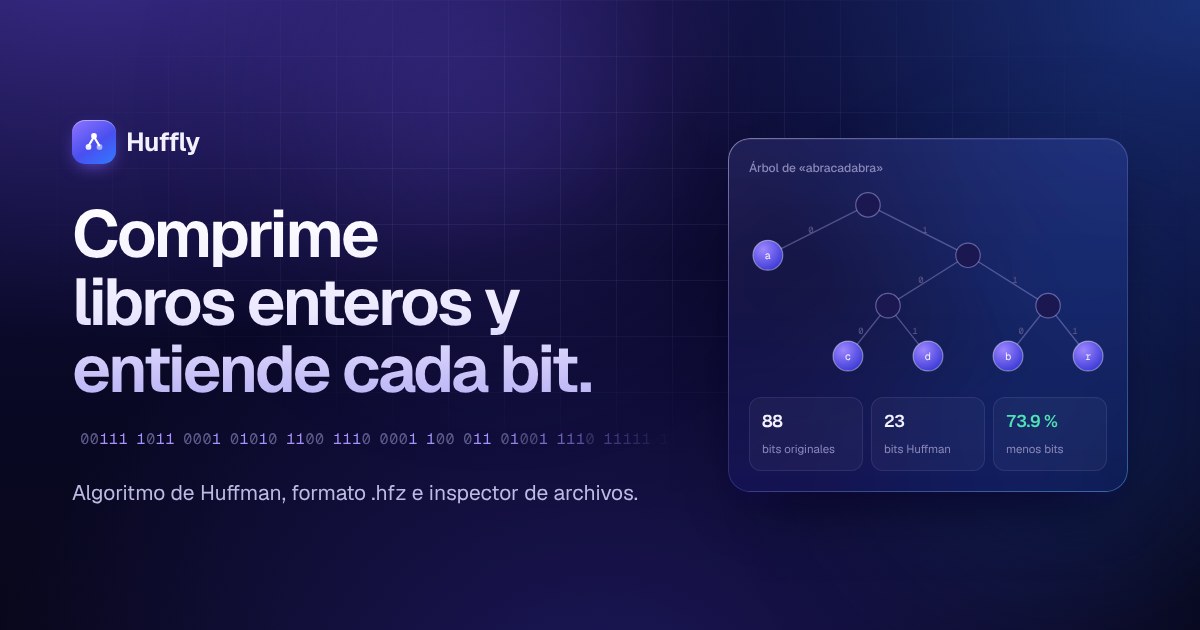 Huffly
Comprime
libros enteros y
entiende cada bit.
00111 1011 0001 01010 1100 1110 0001 100 011 01001 1110 11111
Algoritmo de Huffman, formato .hfz e inspector de archivos.
Árbol de «abracadabra»
0 1
a
0 1
0 1 0 1
c d b r
88 23 73.9 %
bits originales bits Huffman menos bits